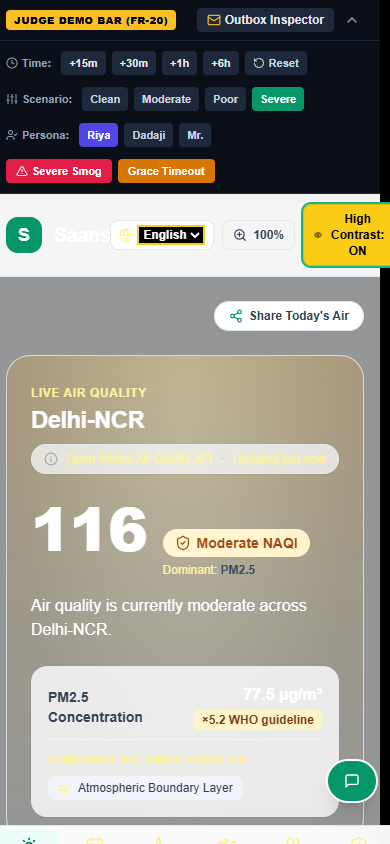 JUDGE DEMO BAR (FR-20)
Outbox Inspector
Time: +15m +30m +1h +6h Reset
Scenario: Clean Moderate Poor Severe
Persona: Riya Dadaji Mr.
Severe Smog Grace Timeout
S Saans English 100% High Contrast: ON
Share Today's Air
LIVE AIR QUALITY
Delhi-NCR
Open-Meteo Air Quality API · Updated just now
116 Moderate NAQI
Dominant: PM2.5
Air quality is currently moderate across
Delhi-NCR.
PM2.5
Concentration
77.5 µg/m³
×5.2 WHO guideline
Atmospheric Boundary Layer